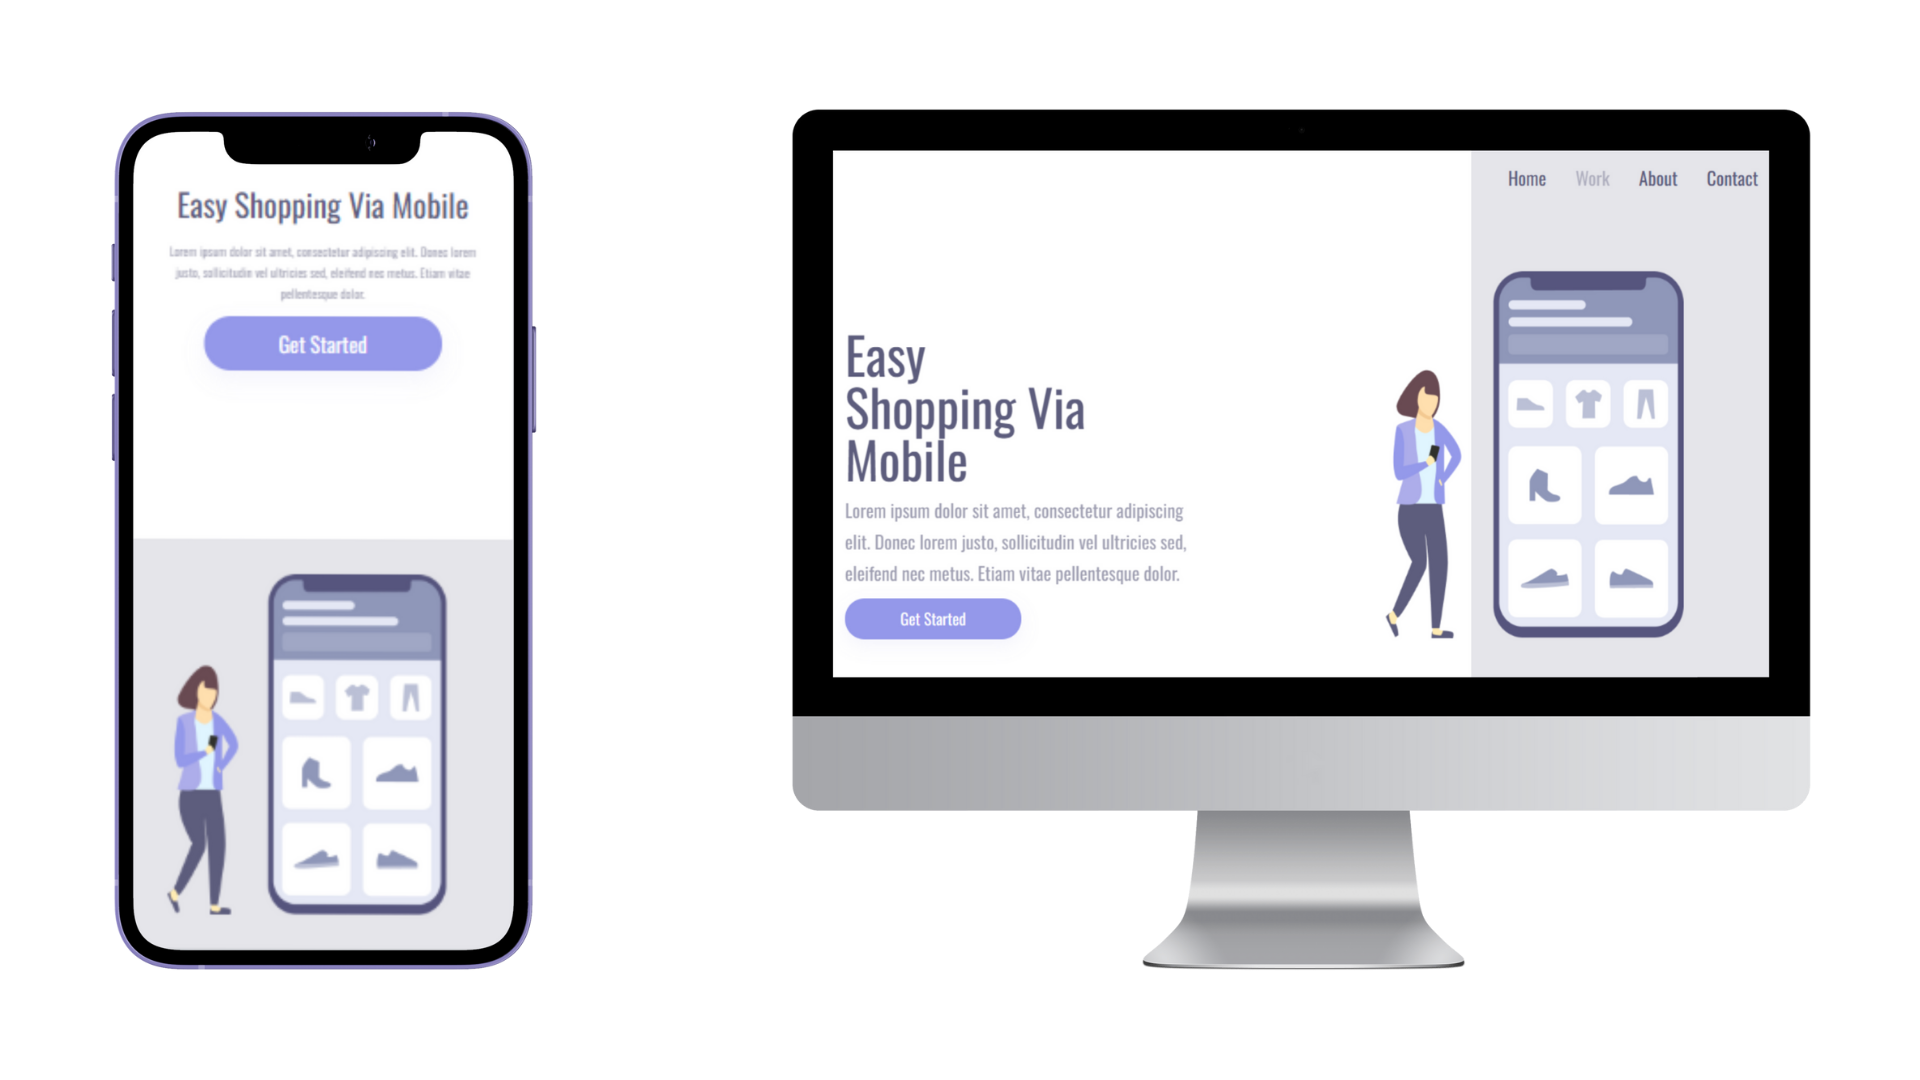 Easy Shopping Via Mobile
Lorem ipsum dolor sit amet, consectetur adipiscing elit. Donec lorem
justo, sollicitudin vel ultricies sed, eleifend nec metus. Etiam vitae
pellentesque dolor.
Get Started
Home Work About Contact
Easy
Shopping Via
Mobile
Lorem ipsum dolor sit amet, consectetur adipiscing
elit. Donec lorem justo, sollicitudin vel ultricies sed,
eleifend nec metus. Etiam vitae pellentesque dolor.
Get Started